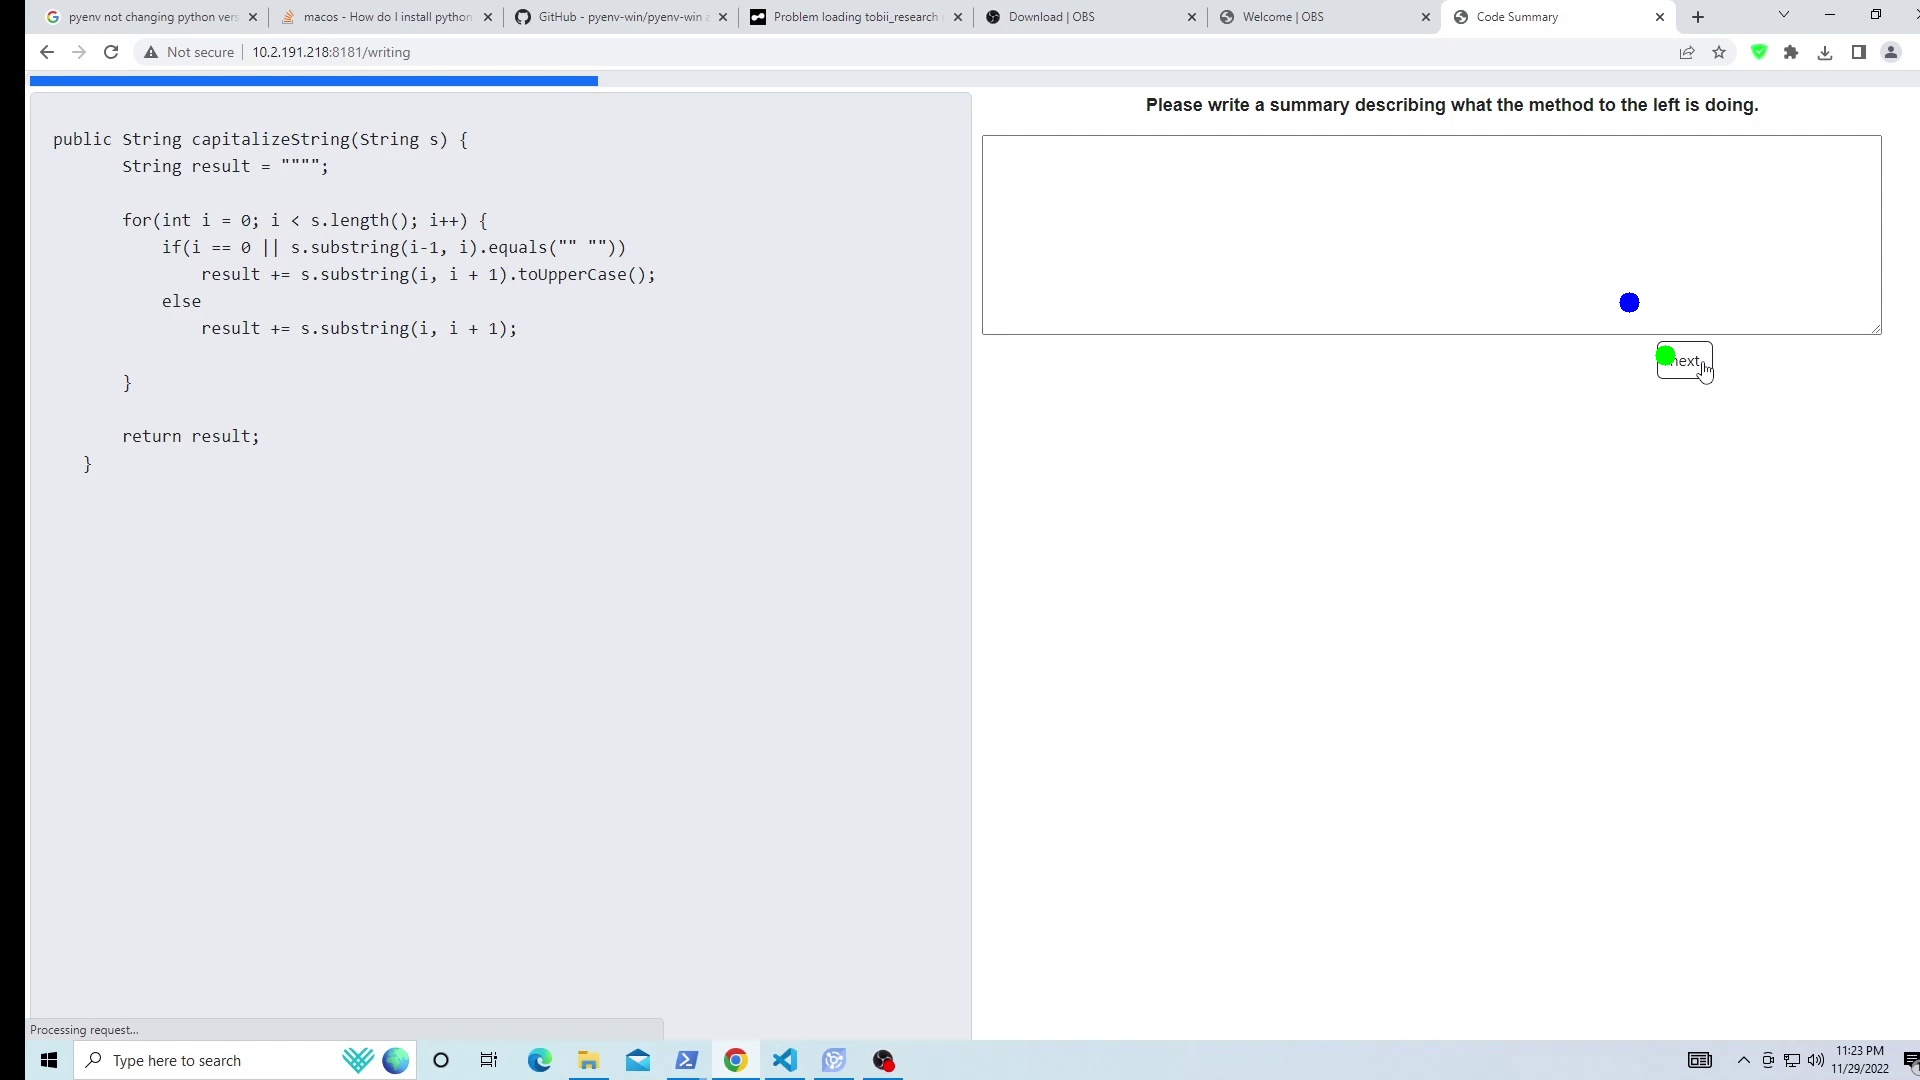 pyenv not changing python vers
macos - How do I install python
GitHub - pyenv-win/pyenv-win a
Problem loading tobii_research
Download | OBS
Welcome | OBS
Code Summary
Not secure
10.2.191.218:8181/writing
Please write a summary describing what the method to the left is doing.
public String capitalizeString(String s) {
String result = """";
for(int i = 0; i < s.length(); i++) {
if(i == 0 || s.substring(i-1, i).equals("" ""))
result += s.substring(i, i + 1).toUpperCase();
else
result += s.substring(i, i + 1);
}
return result;
}
next
Processing request...
Type here to search
11:23 PM
11/29/2022